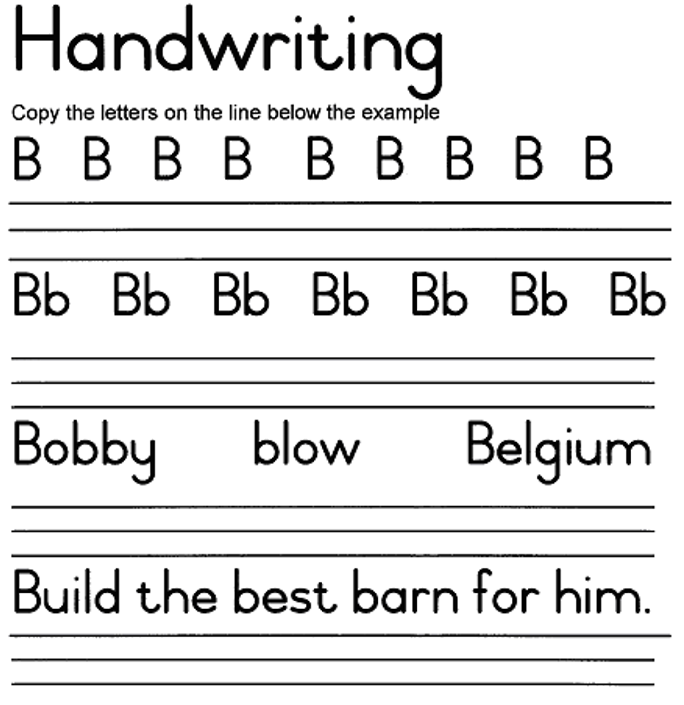 Handwriting
Copy the letters on the line below the example
B B B B B B B B B
Bb Bb Bb Bb Bb Bb Bb
Bobby blow Belgium
Build the best barn for him.